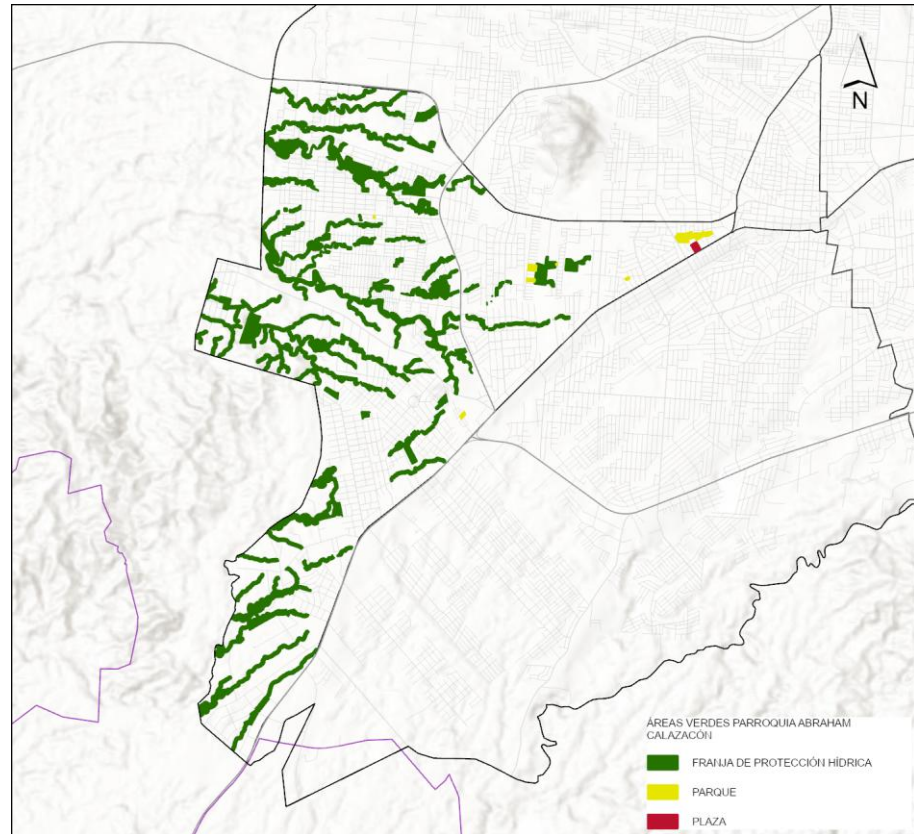 N
ÁREAS VERDES PARROQUIA ABRAHAM
CALAZACÓN
FRANJA DE PROTECCIÓN HÍDRICA
PARQUE
PLAZA